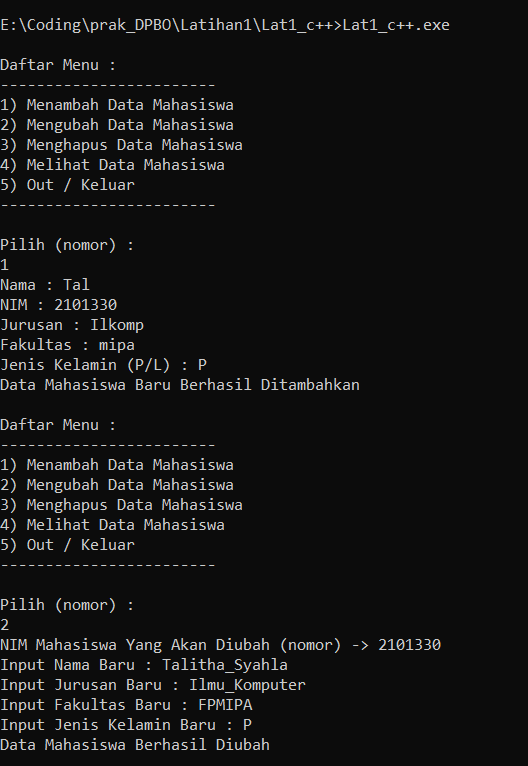 E:\Coding\prak_DPBO\Latihan1\Lat1_c++>Lat1_c++.exe
Daftar Menu :
------------------------
1) Menambah Data Mahasiswa
2) Mengubah Data Mahasiswa
3) Menghapus Data Mahasiswa
4) Melihat Data Mahasiswa
5) Out / Keluar
------------------------
Pilih (nomor) :
1
Nama : Tal
NIM : 2101330
Jurusan : Ilkomp
Fakultas : mipa
Jenis Kelamin (P/L) : P
Data Mahasiswa Baru Berhasil Ditambahkan
Daftar Menu :
------------------------
1) Menambah Data Mahasiswa
2) Mengubah Data Mahasiswa
3) Menghapus Data Mahasiswa
4) Melihat Data Mahasiswa
5) Out / Keluar
------------------------
Pilih (nomor) :
2
NIM Mahasiswa Yang Akan Diubah (nomor) -> 2101330
Input Nama Baru : Talitha_Syahla
Input Jurusan Baru : Ilmu_Komputer
Input Fakultas Baru : FPMIPA
Input Jenis Kelamin Baru : P
Data Mahasiswa Berhasil Diubah